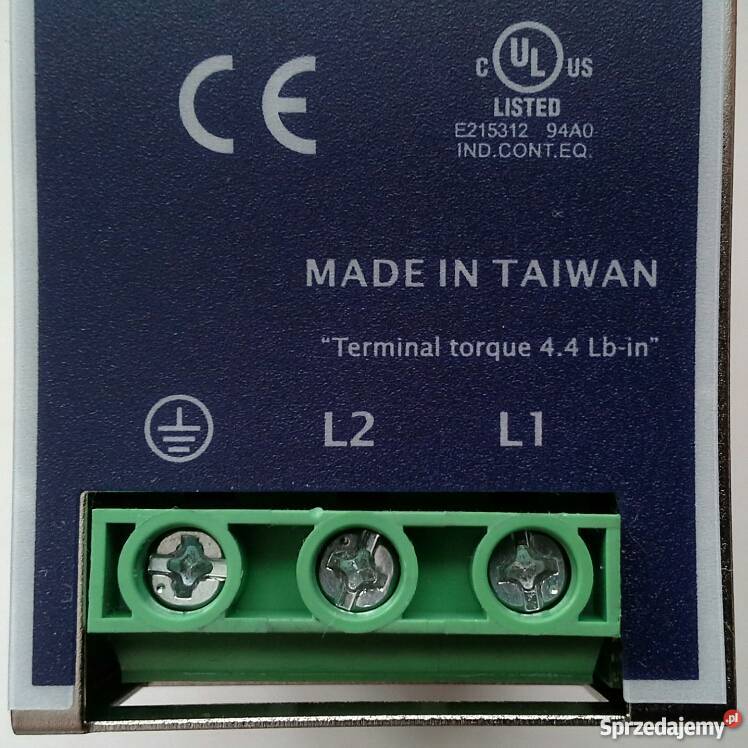 CE
C UL US
LISTED
E215312 94A0
IND.CONT.EQ.
MADE IN TAIWAN
“Terminal torque 4.4 Lb-in”
L2 L1
Sprzedajemy.pl